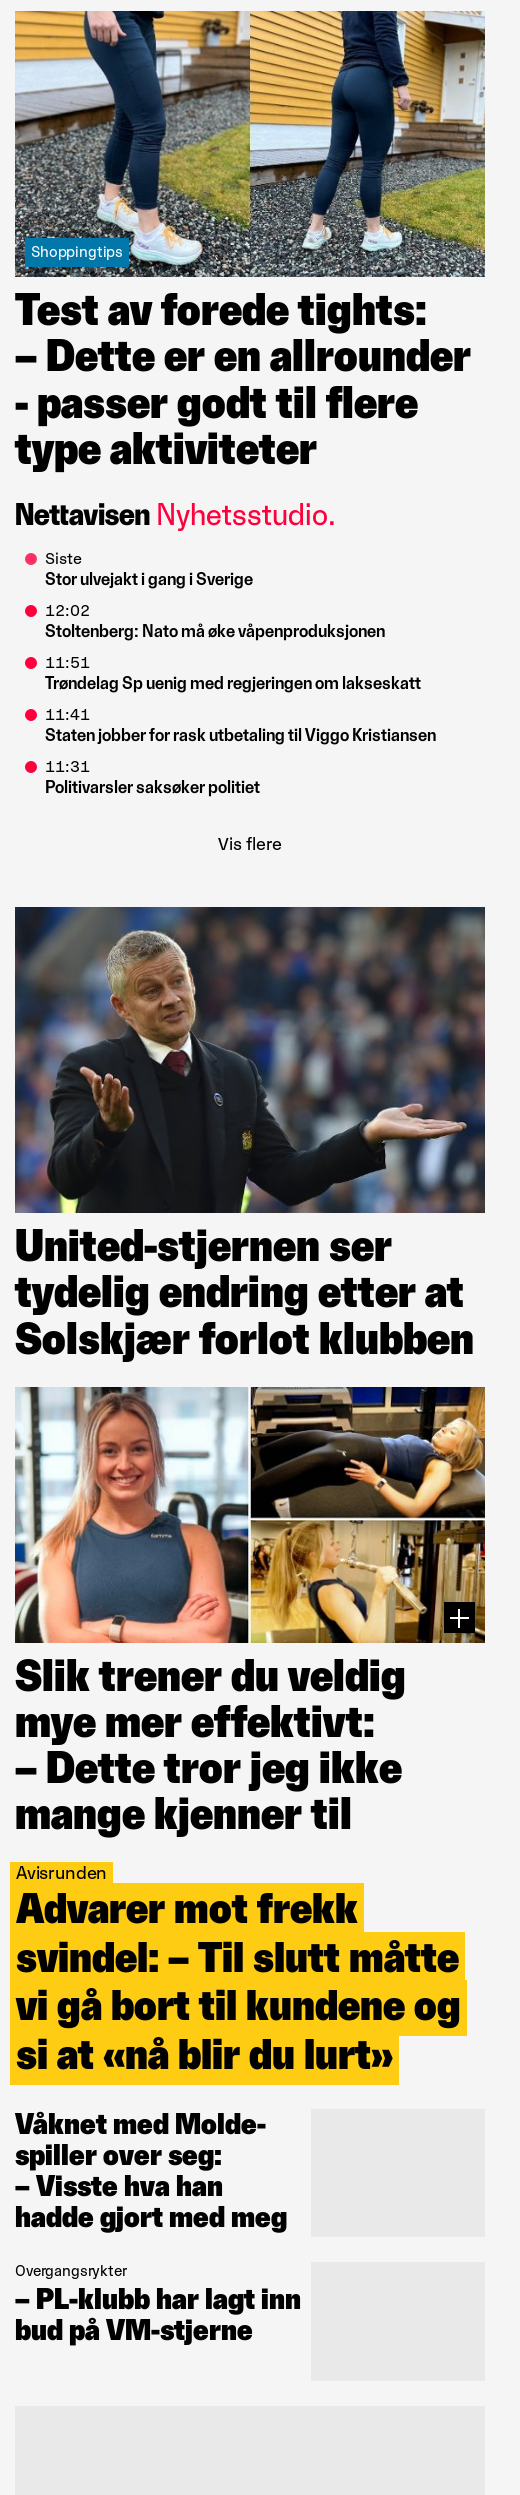 Shoppingtips
Test av forede tights:
– Dette er en allrounder
- passer godt til flere
type aktiviteter
Nettavisen Nyhetsstudio.
Siste
Stor ulvejakt i gang i Sverige
12:02
Stoltenberg: Nato må øke våpenproduksjonen
11:51
Trøndelag Sp uenig med regjeringen om lakseskatt
11:41
Staten jobber for rask utbetaling til Viggo Kristiansen
11:31
Politivarsler saksøker politiet
Vis flere
United-stjernen ser
tydelig endring etter at
Solskjær forlot klubben
Slik trener du veldig
mye mer effektivt:
– Dette tror jeg ikke
mange kjenner til
Avisrunden
Advarer mot frekk
svindel: – Til slutt måtte
vi gå bort til kundene og
si at «nå blir du lurt»
Våknet med Molde-
spiller over seg:
– Visste hva han
hadde gjort med meg
Overgangsrykter
– PL-klubb har lagt inn
bud på VM-stjerne